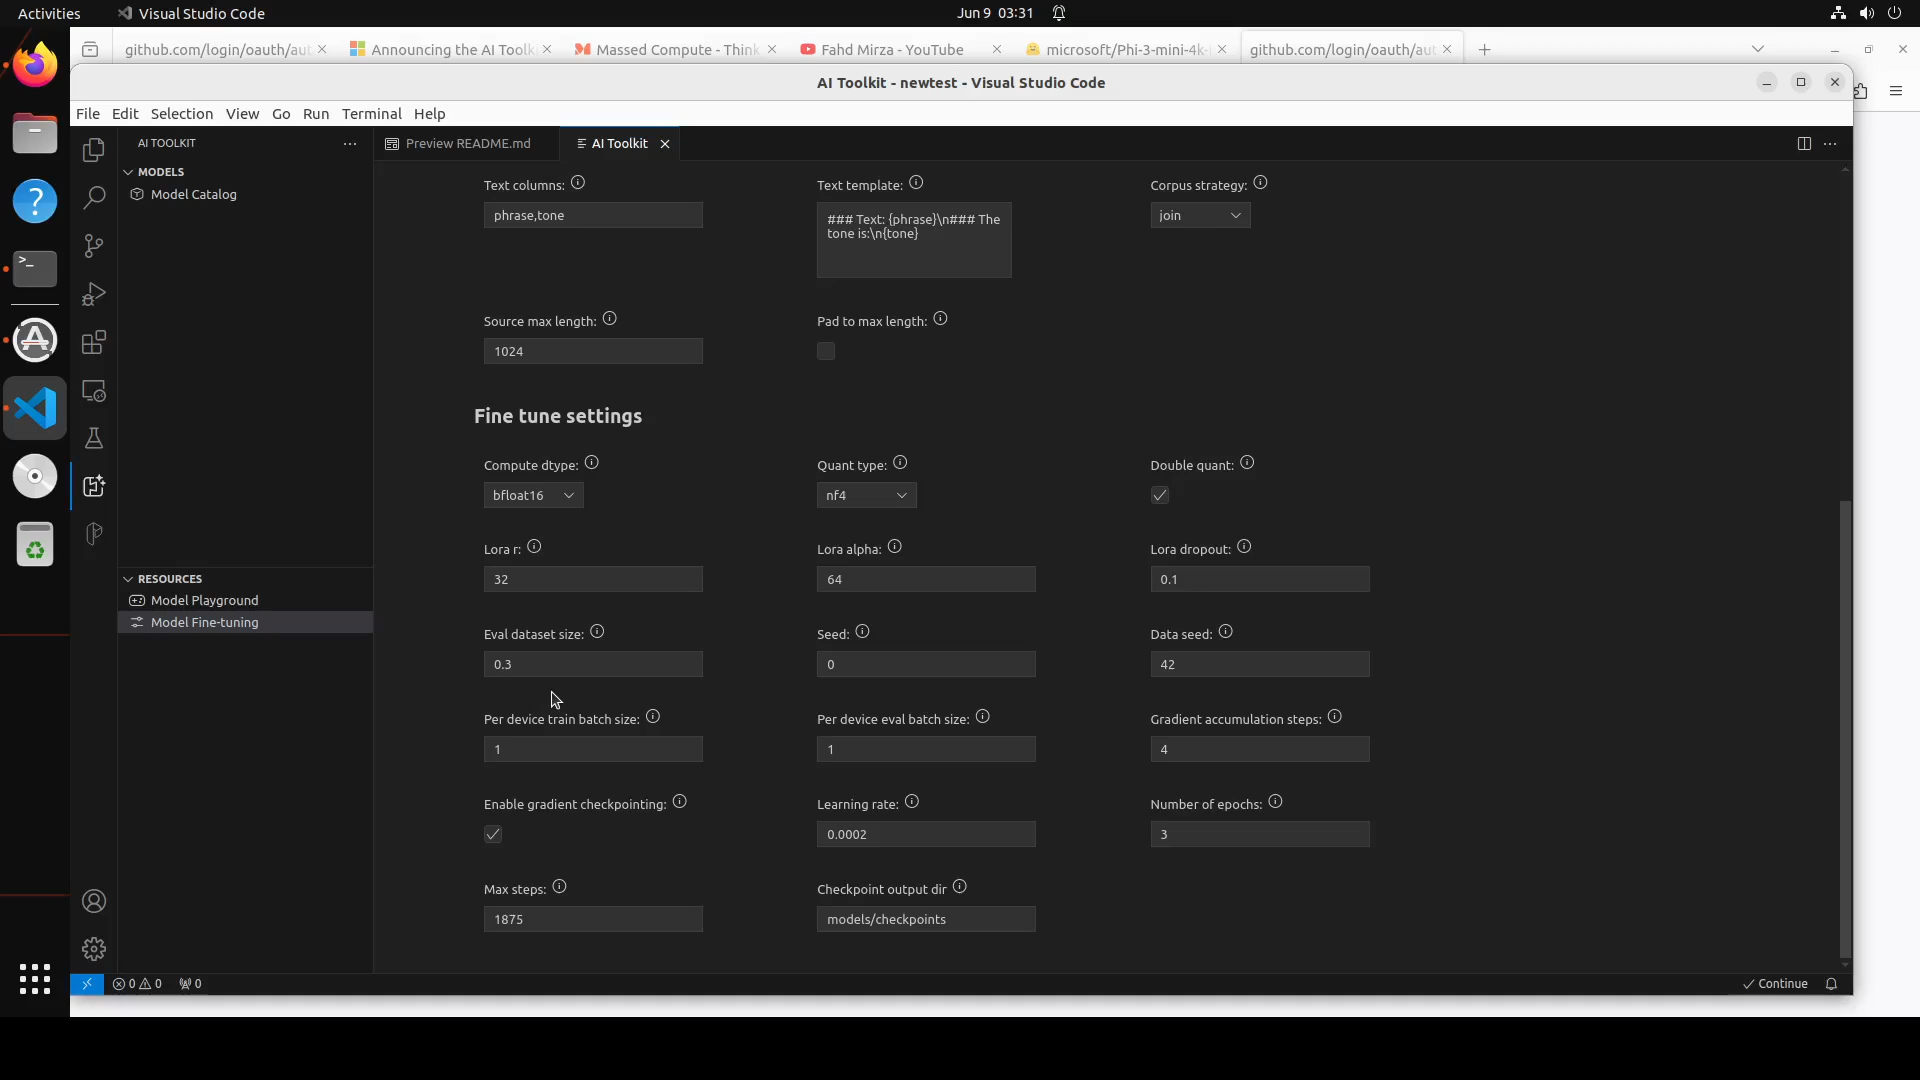 Activities
Visual Studio Code
Jun 9 03:31
github.com/login/oauth/aut
Announcing the AI Toolk
Massed Compute - Think
Fahd Mirza - YouTube
microsoft/Phi-3-mini-4k-
github.com/login/oauth/aut
AI Toolkit - newtest - Visual Studio Code
File Edit Selection View Go Run Terminal Help
AI TOOLKIT
Preview README.md
AI Toolkit
MODELS
Model Catalog
Text columns:
Text template:
Corpus strategy:
phrase,tone
### Text: {phrase}\n### The
tone is:\n{tone}
join
Source max length:
Pad to max length:
1024
Fine tune settings
Compute dtype:
Quant type:
Double quant:
bfloat16
nf4
Lora r:
Lora alpha:
Lora dropout:
32
64
0.1
RESOURCES
Model Playground
Model Fine-tuning
Eval dataset size:
Seed:
Data seed:
0.3
0
42
Per device train batch size:
Per device eval batch size:
Gradient accumulation steps:
1
1
4
Enable gradient checkpointing:
Learning rate:
Number of epochs:
0.0002
3
Max steps:
Checkpoint output dir
1875
models/checkpoints
0 0
0
Continue